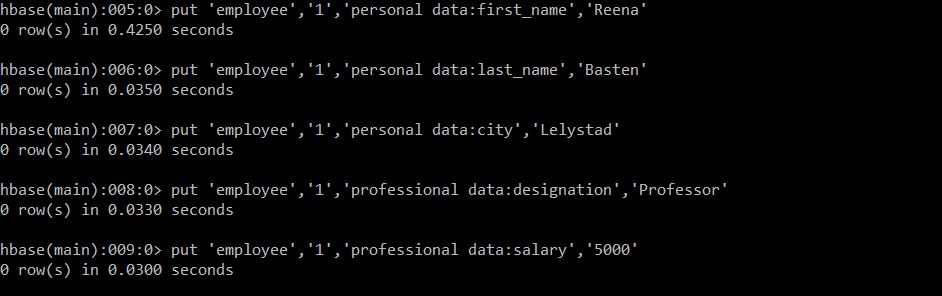 hbase(main):005:0> put 'employee','1','personal data:first_name','Reena'
0 row(s) in 0.4250 seconds
hbase(main):006:0> put 'employee','1','personal data:last_name','Basten'
0 row(s) in 0.0350 seconds
hbase(main):007:0> put 'employee','1','personal data:city','Lelystad'
0 row(s) in 0.0340 seconds
hbase(main):008:0> put 'employee','1','professional data:designation','Professor'
0 row(s) in 0.0330 seconds
hbase(main):009:0> put 'employee','1','professional data:salary','5000'
0 row(s) in 0.0300 seconds